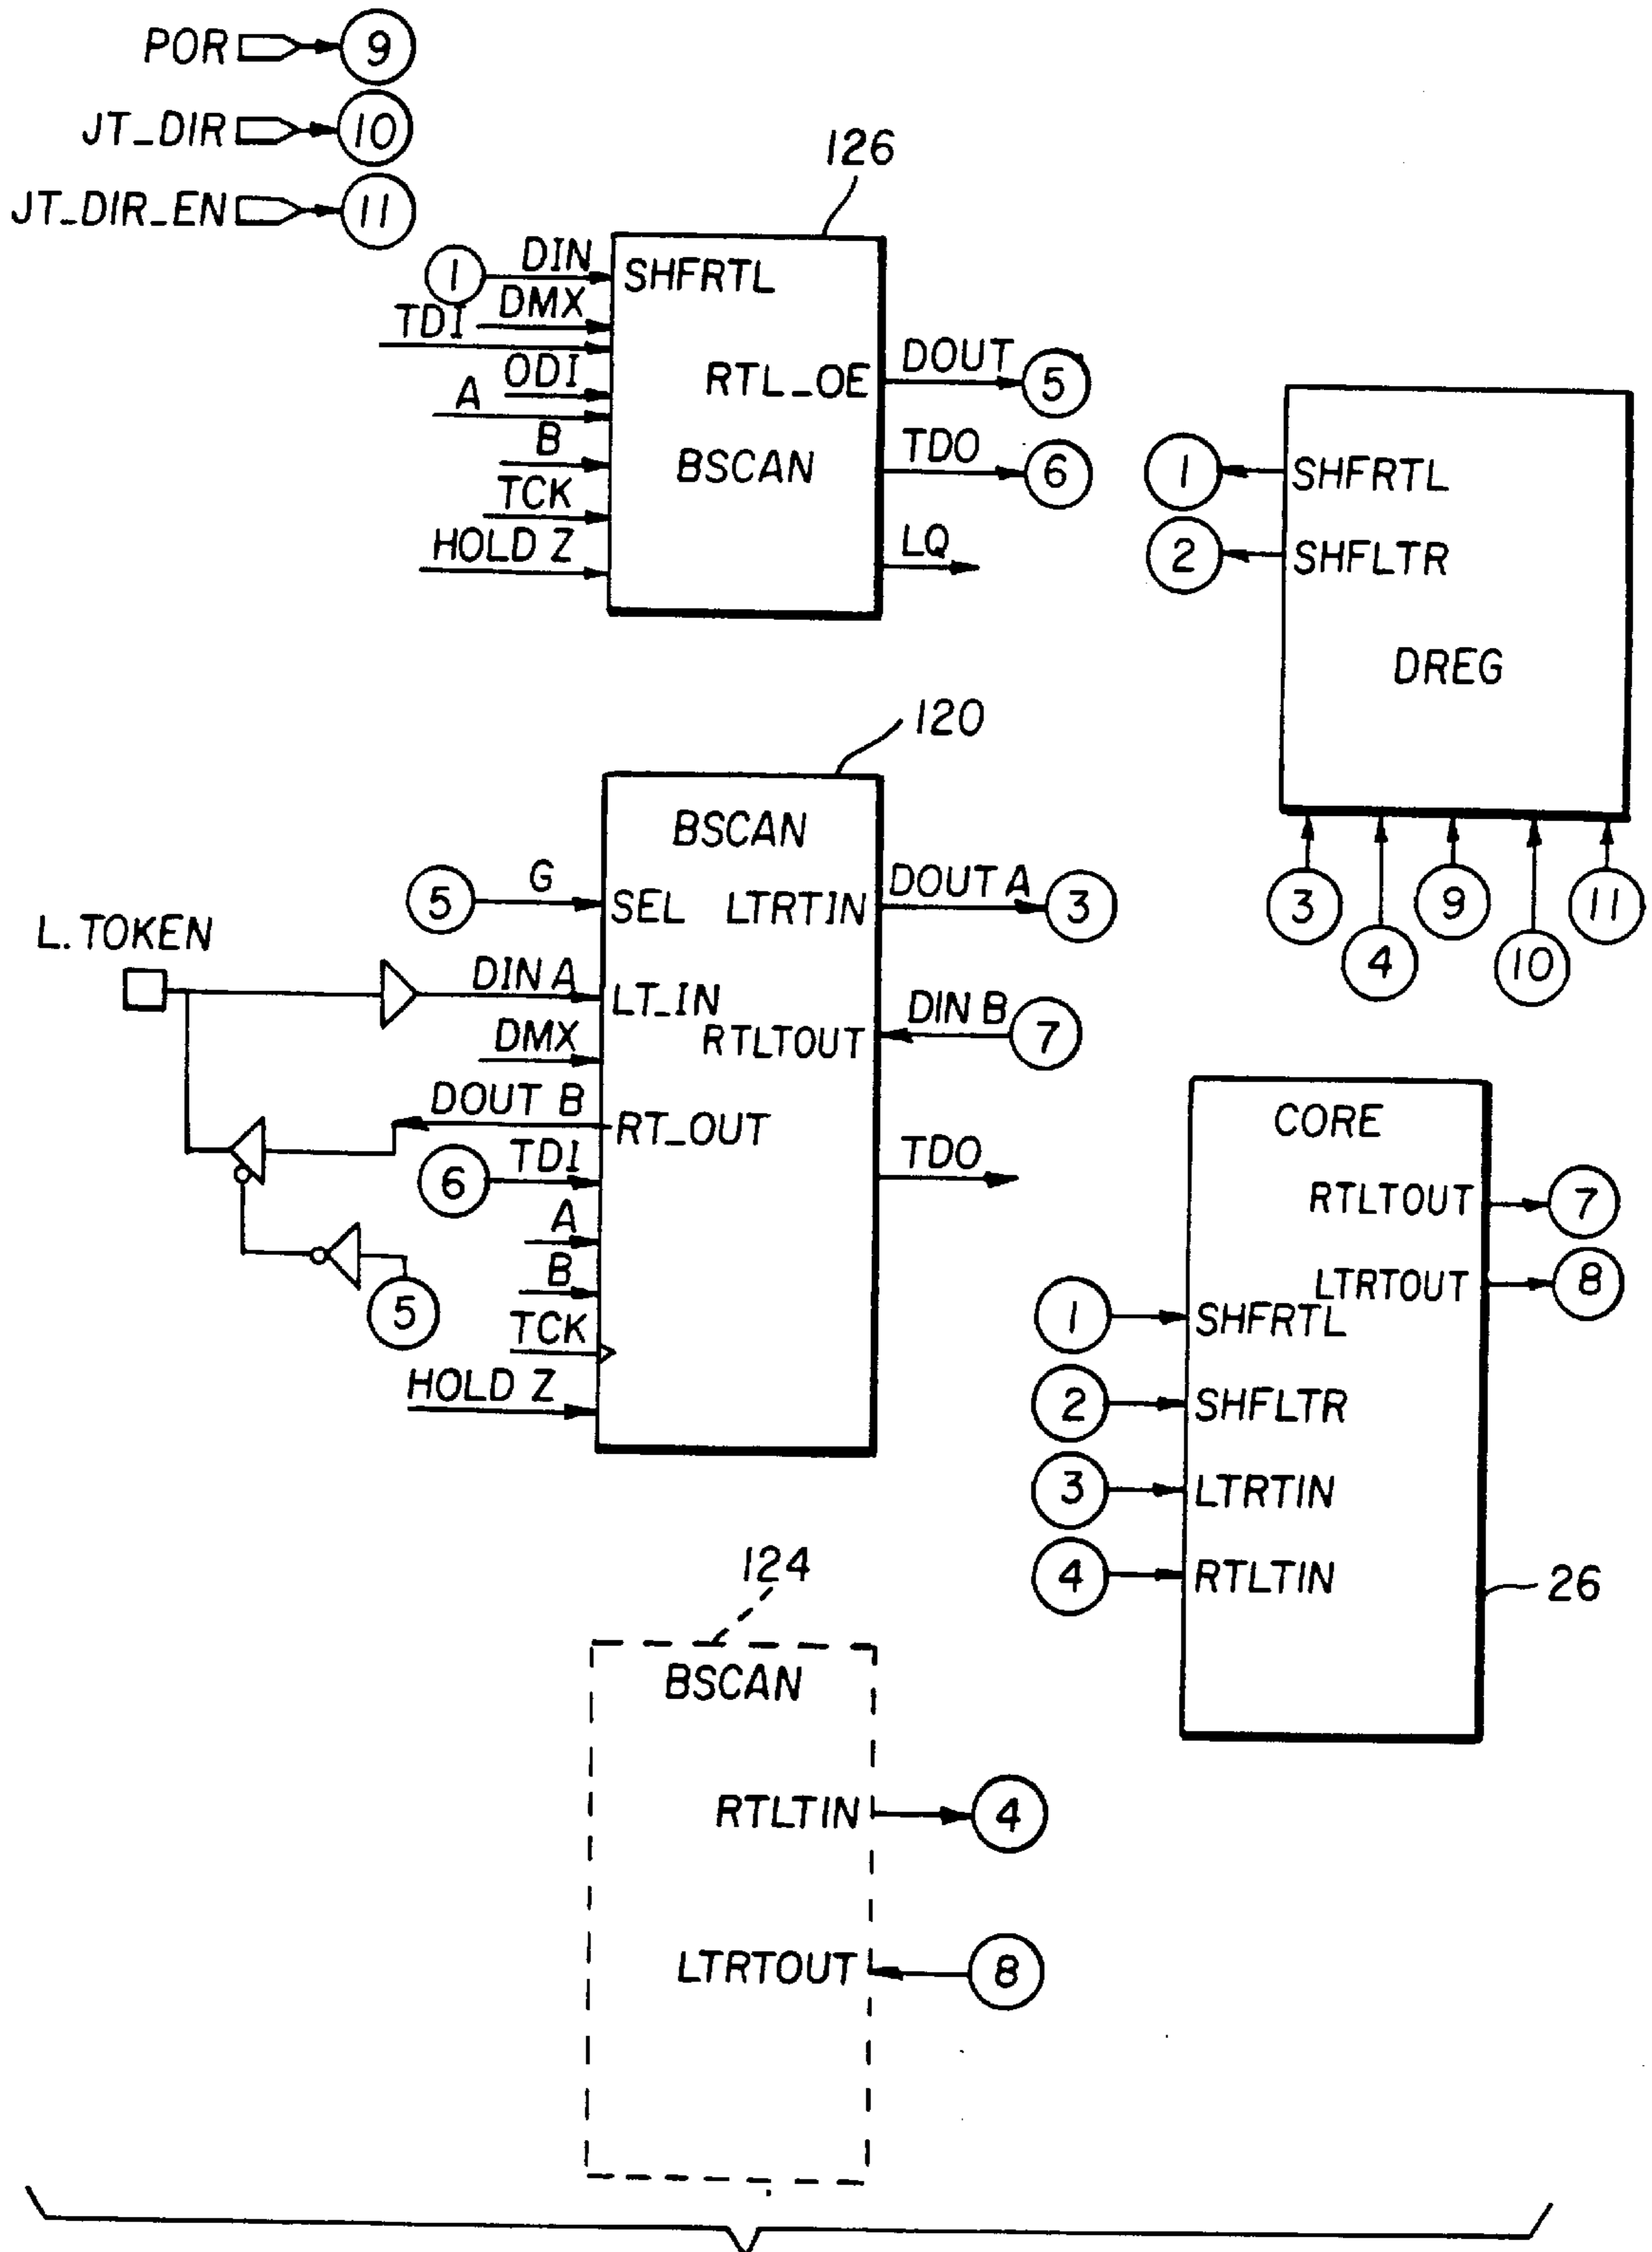 POR 9
JT_DIR 10
JT_DIR_EN 11
126
1 DIN SHFRTL
DMX
TDI
ODI
A
B
TCK
HOLD Z
RTL_OE DOUT 5
BSCAN TDO 6
LQ
1 SHFRTL
2 SHFLTR
DREG
3 4 9 10 11
120
BSCAN
5 G SEL LTRTIN DOUT A 3
L.TOKEN
DIN A LT_IN
RTLTOUT DIN B 7
DMX
DOUT B RT_OUT
6 TDI
TDO
A
B
5
TCK
HOLD Z
CORE
RTLTOUT 7
LTRTOUT 8
1 SHFRTL
2 SHFLTR
3 LTRTIN
4 RTLTIN
26
124
BSCAN
RTLTIN 4
LTRTOUT 8